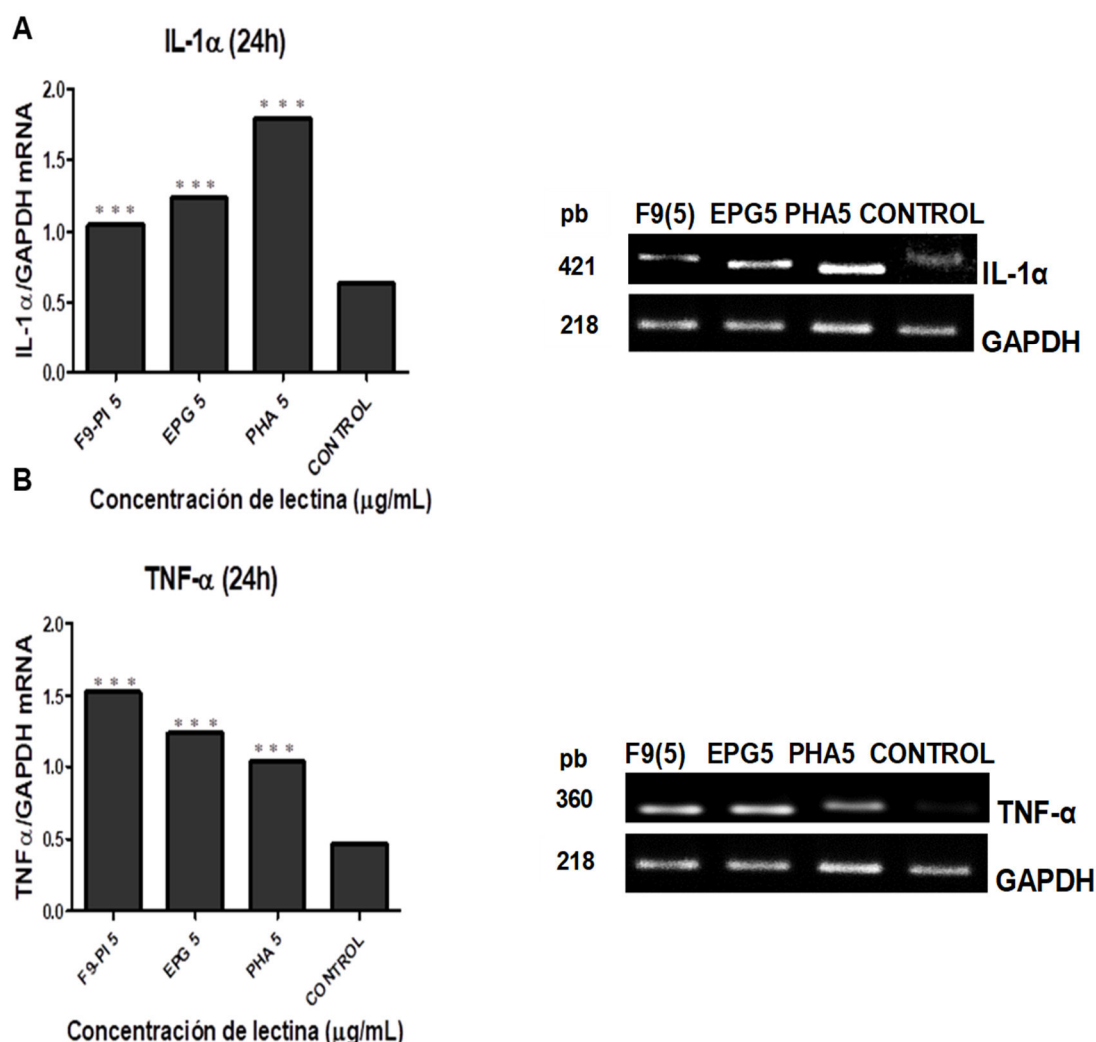 A
IL-1α (24h)
IL-1α/GAPDH mRNA
2.0
1.5
1.0
0.5
0.0
* * *
* * *
* * *
F9-PI 5
EPG 5
PHA 5
CONTROL
Concentración de lectina (µg/mL)
pb F9(5) EPG5 PHA5 CONTROL
421 IL-1α
218 GAPDH
B
TNF-α (24h)
TNFα/GAPDH mRNA
2.0
1.5
1.0
0.5
0.0
* * *
* * *
* * *
F9-PI 5
EPG 5
PHA 5
CONTROL
Concentración de lectina (µg/mL)
pb F9(5) EPG5 PHA5 CONTROL
360 TNF-α
218 GAPDH